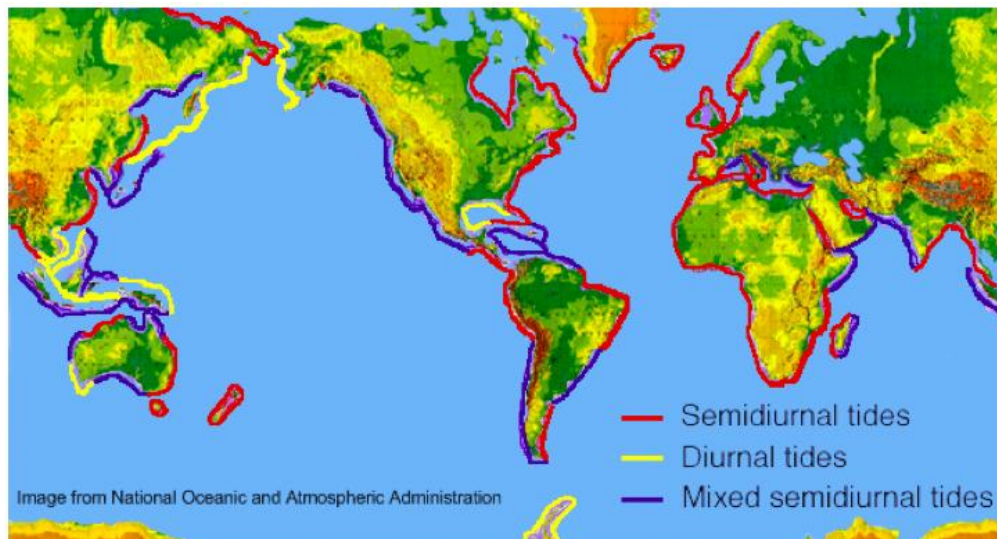 Semidiurnal tides
Diurnal tides
Mixed semidiurnal tides
Image from National Oceanic and Atmospheric Administration